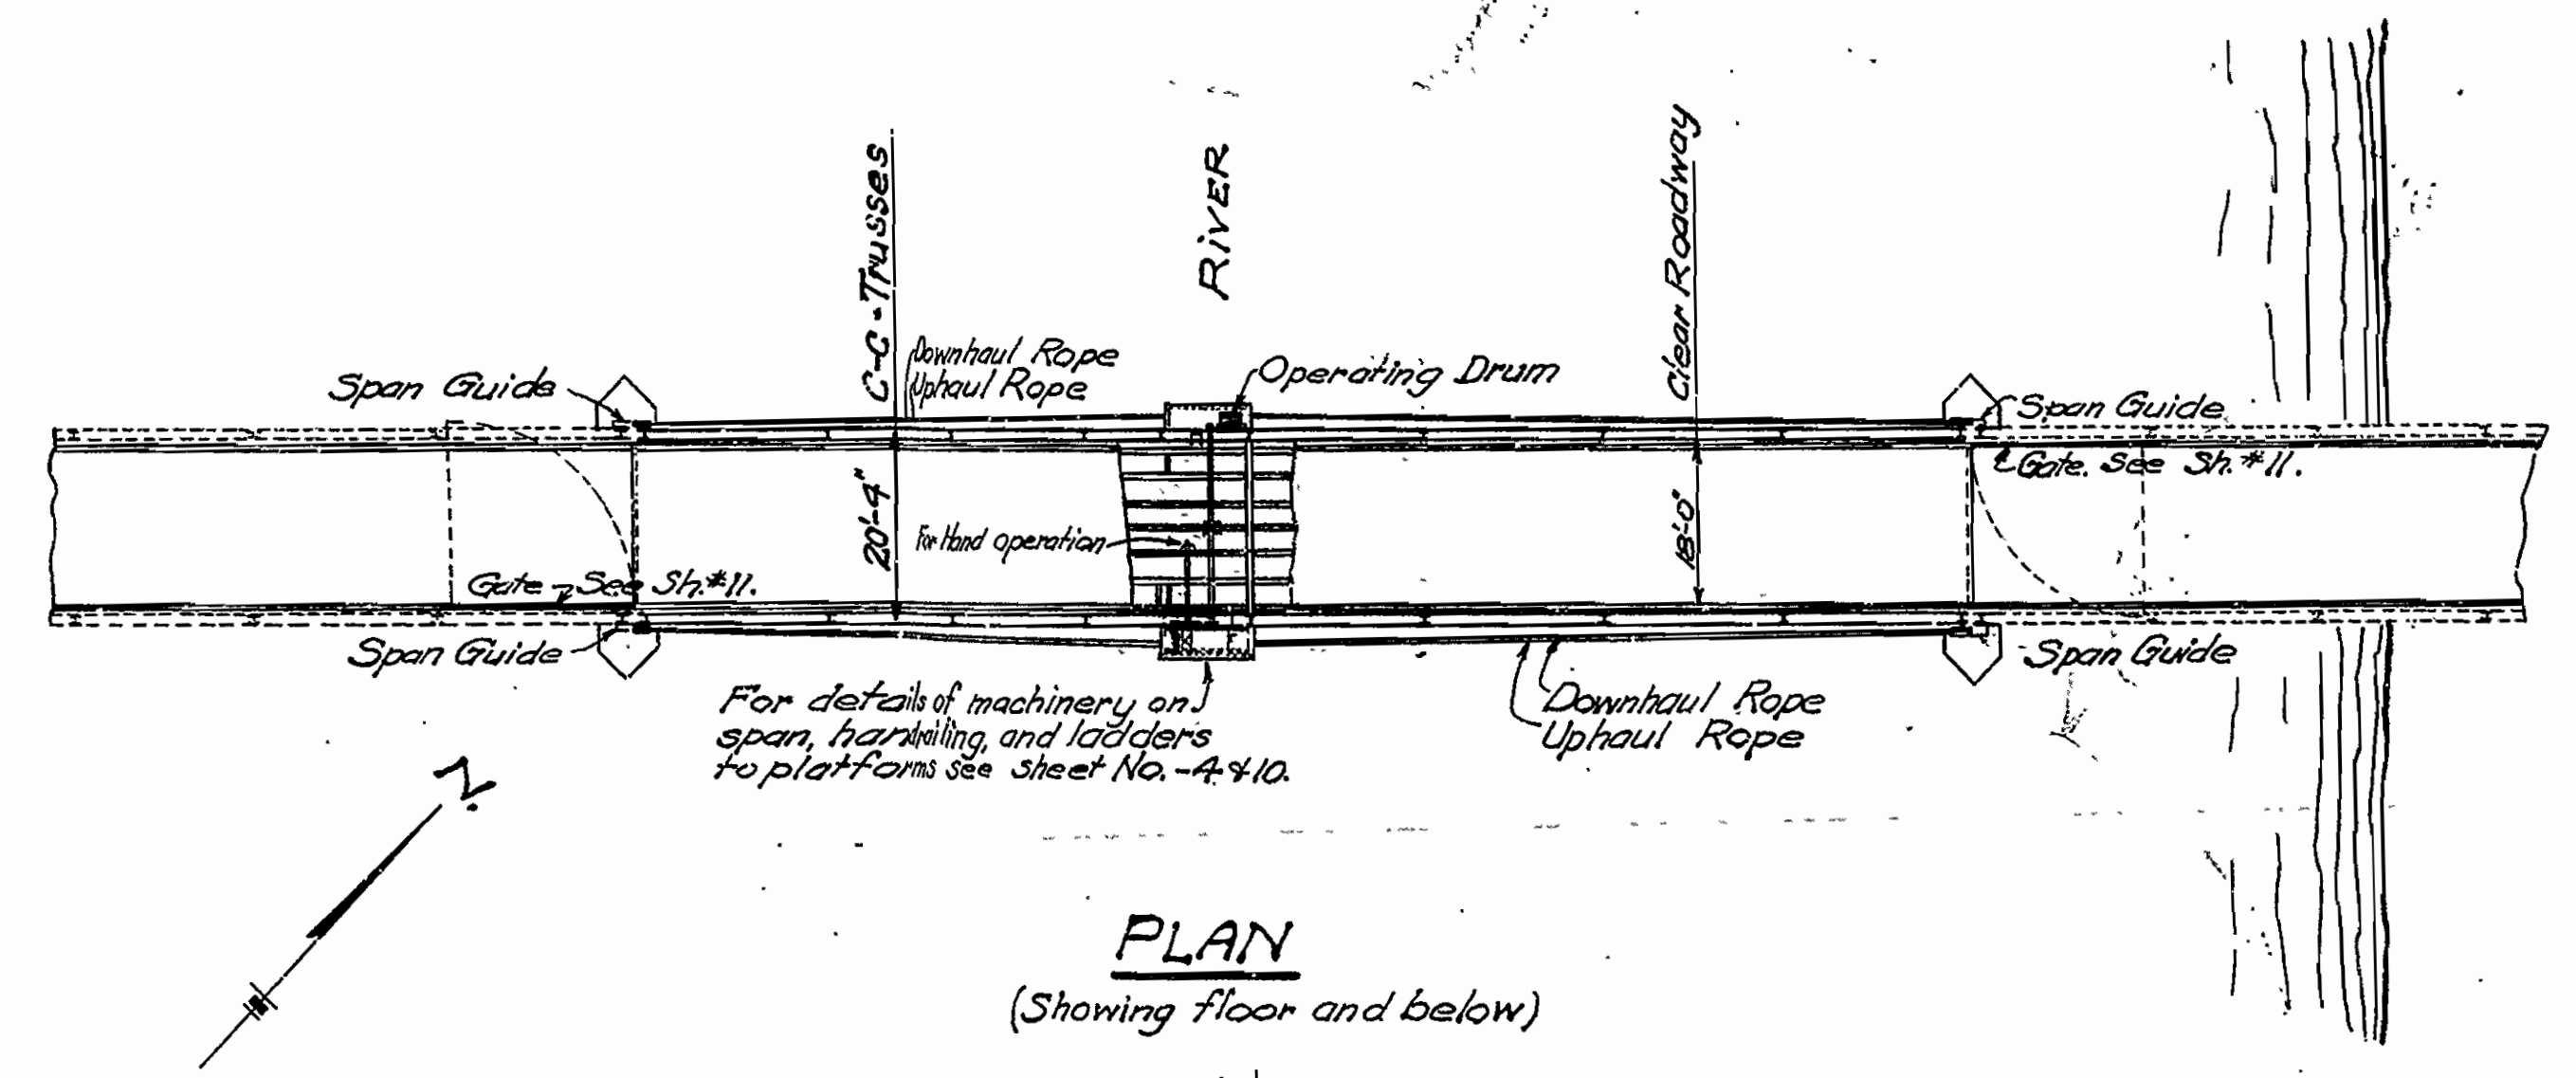 C-C-Trusses
RIVER
Clear Roadway
Downhaul Rope
Uphaul Rope
Operating Drum
Span Guide
Span Guide
Gate. See Sh.#11.
20'-4"
For Hand operation
18'-0"
Gate - See Sh.#11.
Span Guide
Span Guide
For details of machinery on
span, handrailing, and ladders
to platforms see sheet No.-4&10.
Downhaul Rope
Uphaul Rope
N.
PLAN
(Showing floor and below)